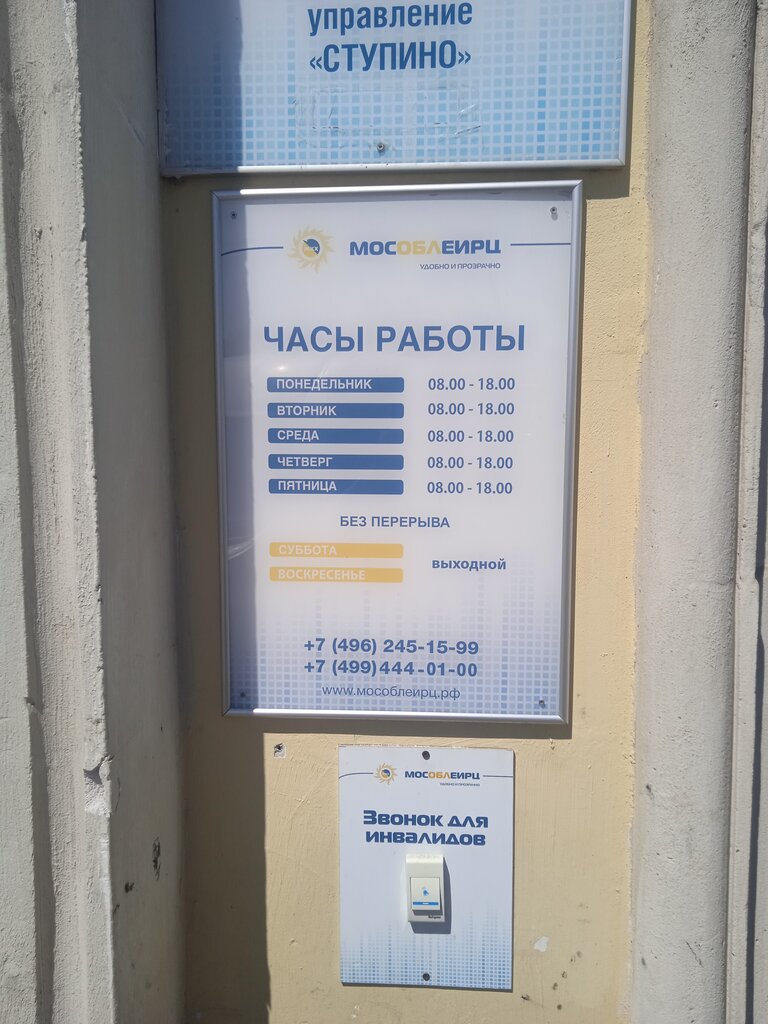 управление
«СТУПИНО»
МОСОБЛЕИРЦ
УДОБНО И ПРОЗРАЧНО
ЧАСЫ РАБОТЫ
ПОНЕДЕЛЬНИК 08.00 - 18.00
ВТОРНИК 08.00 - 18.00
СРЕДА 08.00 - 18.00
ЧЕТВЕРГ 08.00 - 18.00
ПЯТНИЦА 08.00 - 18.00
БЕЗ ПЕРЕРЫВА
СУББОТА
выходной
ВОСКРЕСЕНЬЕ
+7 (496) 245-15-99
+7 (499) 444-01-00
www.мособлеирц.рф
МОСОБЛЕИРЦ
УДОБНО И ПРОЗРАЧНО
Звонок для
инвалидов